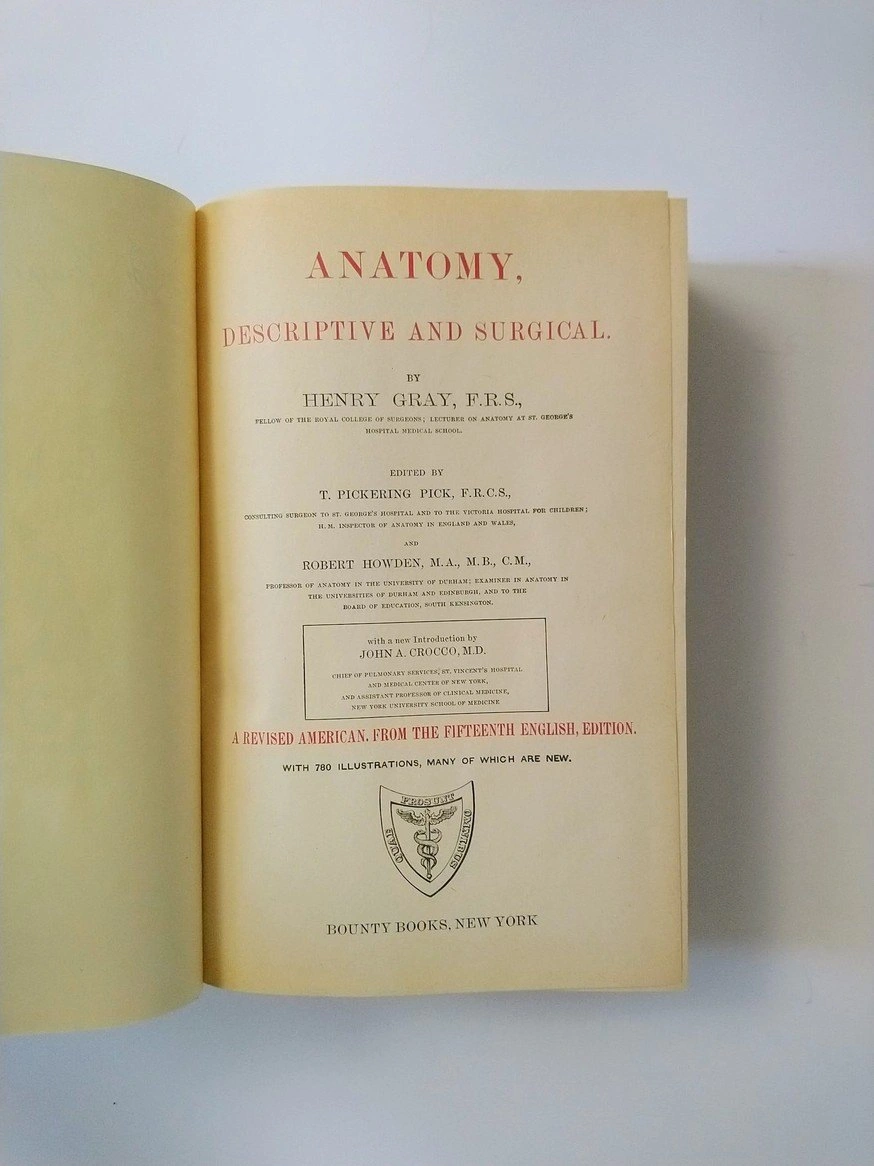 ANATOMY,
DESCRIPTIVE AND SURGICAL.
BY
HENRY GRAY, F.R.S.,
FELLOW OF THE ROYAL COLLEGE OF SURGEONS; LECTURER ON ANATOMY AT ST. GEORGE'S
HOSPITAL MEDICAL SCHOOL.
EDITED BY
T. PICKERING PICK, F.R.C.S.,
CONSULTING SURGEON TO ST. GEORGE'S HOSPITAL AND TO THE VICTORIA HOSPITAL FOR CHILDREN;
H.M. INSPECTOR OF ANATOMY IN ENGLAND AND WALES,
AND
ROBERT HOWDEN, M.A., M.B., C.M.,
PROFESSOR OF ANATOMY IN THE UNIVERSITY OF DURHAM; EXAMINER IN ANATOMY IN
THE UNIVERSITIES OF DURHAM AND EDINBURGH, AND TO THE
BOARD OF EDUCATION, SOUTH KENSINGTON.
with a new Introduction by
JOHN A. CROCCO, M.D.
CHIEF OF PULMONARY SERVICES, ST. VINCENT'S HOSPITAL
AND MEDICAL CENTER OF NEW YORK,
AND ASSISTANT PROFESSOR OF CLINICAL MEDICINE,
NEW YORK UNIVERSITY SCHOOL OF MEDICINE
A REVISED AMERICAN, FROM THE FIFTEENTH ENGLISH, EDITION.
WITH 780 ILLUSTRATIONS, MANY OF WHICH ARE NEW.
QUAE PROSUNT OMNIBUS
BOUNTY BOOKS, NEW YORK